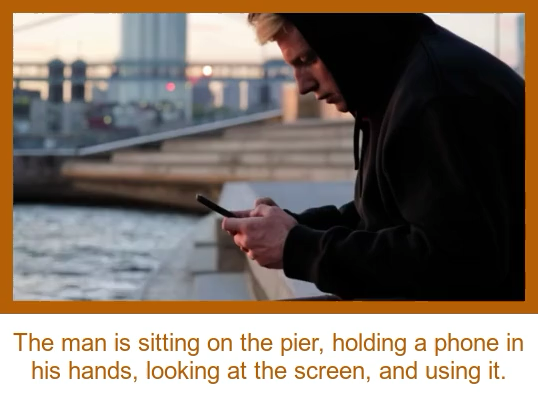 The man is sitting on the pier, holding a phone in
his hands, looking at the screen, and using it.